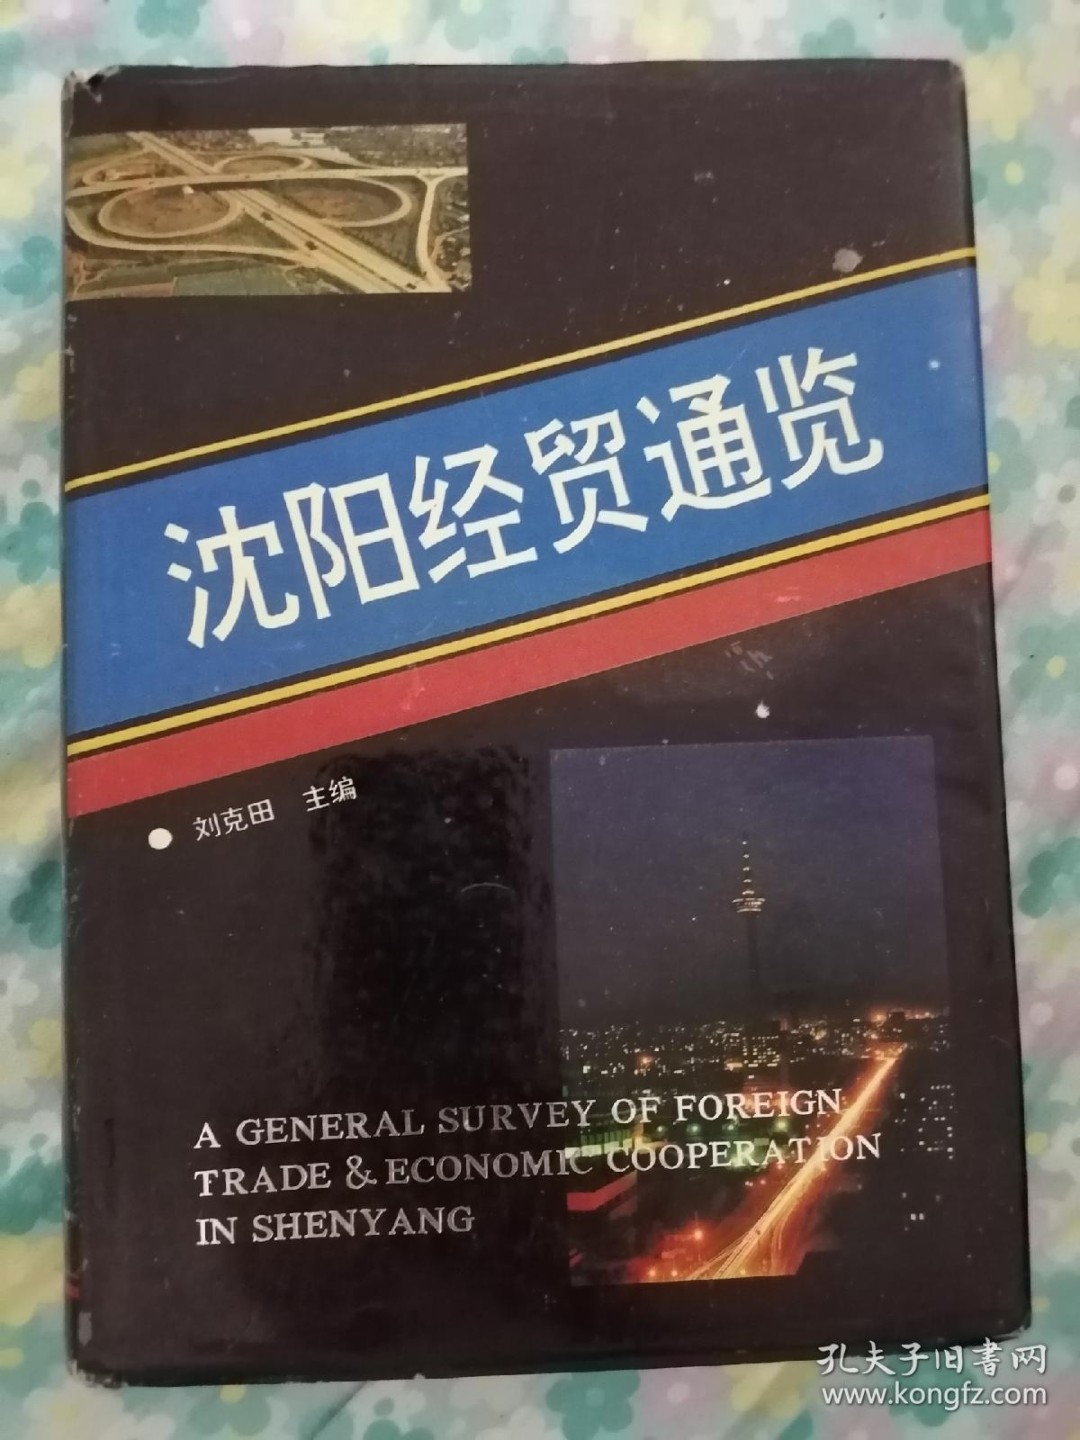 沈阳经贸通览
刘克田 主编
A GENERAL SURVEY OF FOREIGN
TRADE & ECONOMIC COOPERATION
IN SHENYANG
孔夫子旧書网
www.kongfz.com